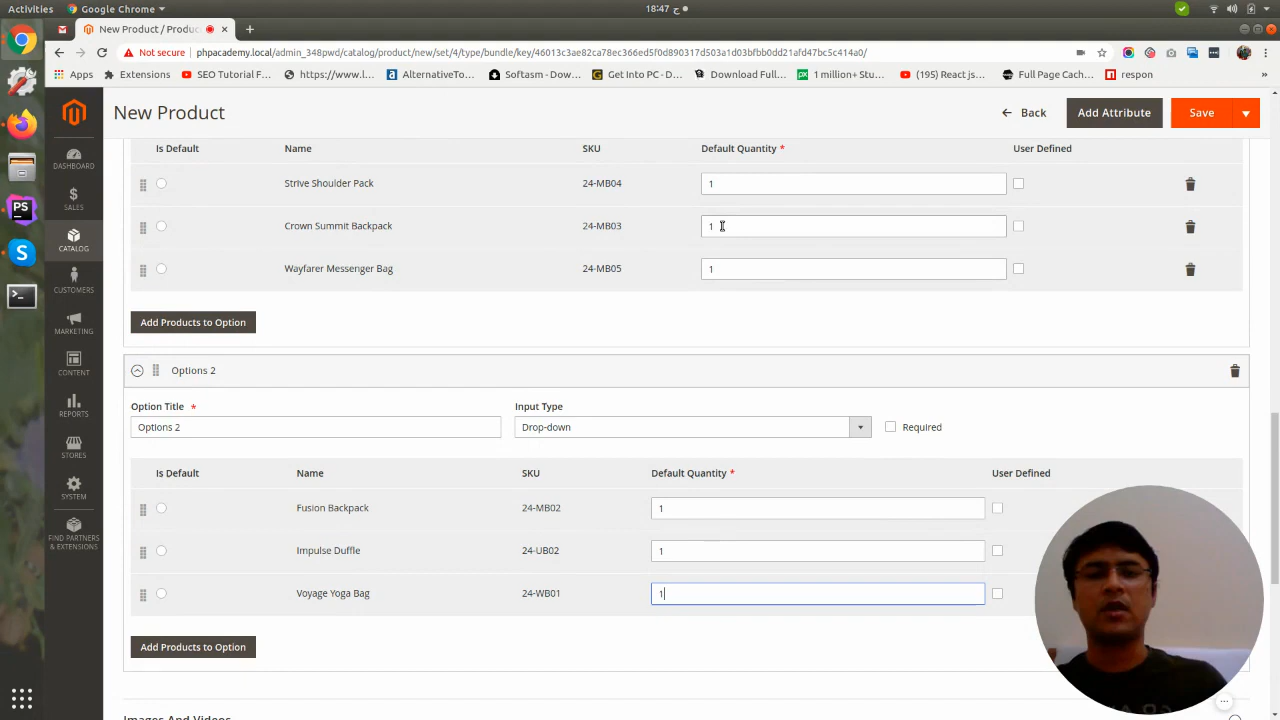 Activities
Google Chrome
18:47 ح
New Product / Produc
Not secure
phpacademy.local/admin_348pwd/catalog/product/new/set/4/type/bundle/key/46013c3ae82ca78ec366ed5f0d890317d503a1d03bfbb0dd21afd47bc5c414a0/
Apps
Extensions
SEO Tutorial F...
https://www.l...
AlternativeTo...
Softasm - Dow...
Get Into PC - D...
Download Full...
1 million+ Stu...
(195) React js...
Full Page Cach...
respon
New Product
Back
Add Attribute
Save
DASHBOARD
SALES
CATALOG
CUSTOMERS
MARKETING
CONTENT
REPORTS
STORES
SYSTEM
FIND PARTNERS
& EXTENSIONS
Is Default Name SKU Default Quantity * User Defined
Strive Shoulder Pack 24-MB04 1
Crown Summit Backpack 24-MB03 1
Wayfarer Messenger Bag 24-MB05 1
Add Products to Option
Options 2
Option Title * Input Type
Options 2 Drop-down Required
Is Default Name SKU Default Quantity * User Defined
Fusion Backpack 24-MB02 1
Impulse Duffle 24-UB02 1
Voyage Yoga Bag 24-WB01 1
Add Products to Option
Images And Videos